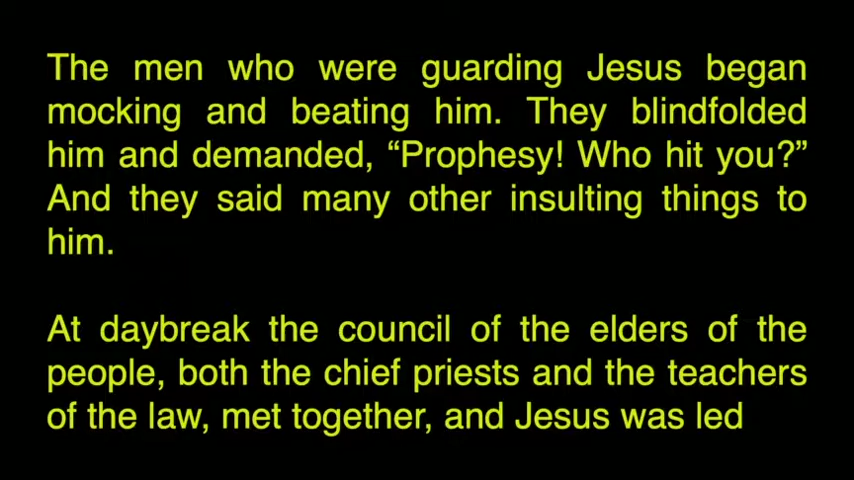 The men who were guarding Jesus began
mocking and beating him. They blindfolded
him and demanded, “Prophesy! Who hit you?”
And they said many other insulting things to
him.
At daybreak the council of the elders of the
people, both the chief priests and the teachers
of the law, met together, and Jesus was led